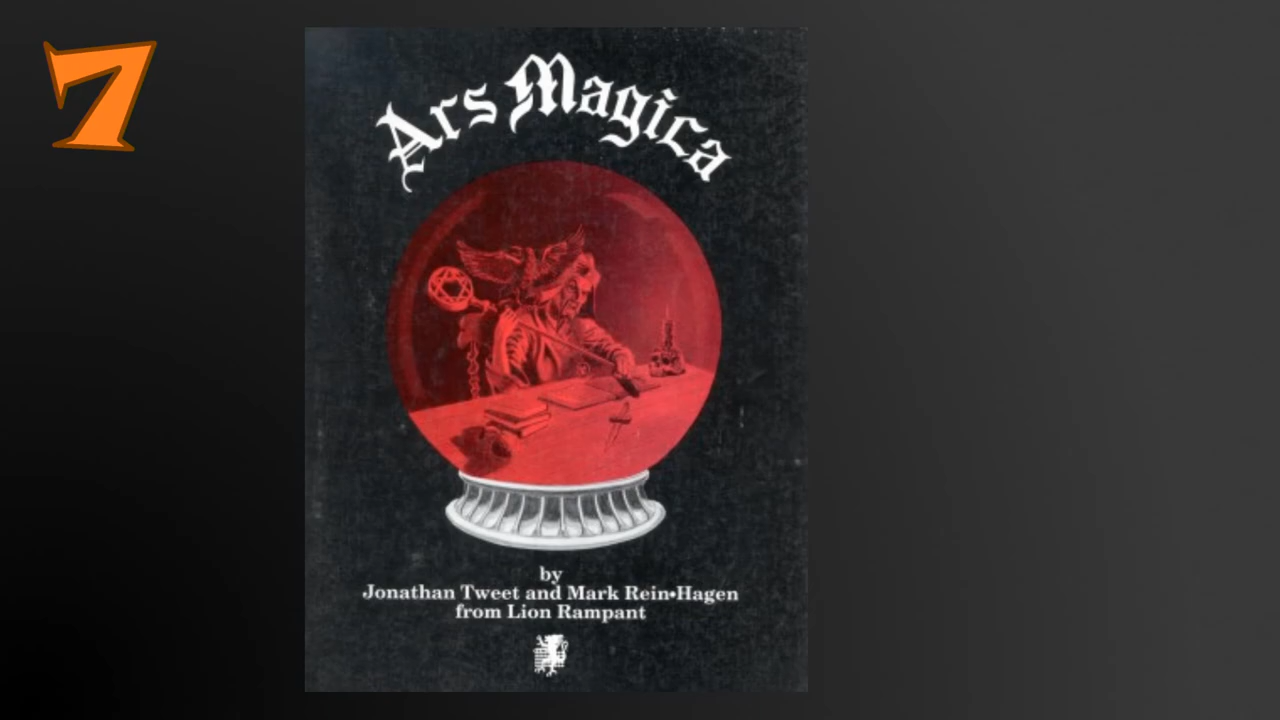 7
Ars Magica
by
Jonathan Tweet and Mark Rein•Hagen
from Lion Rampant